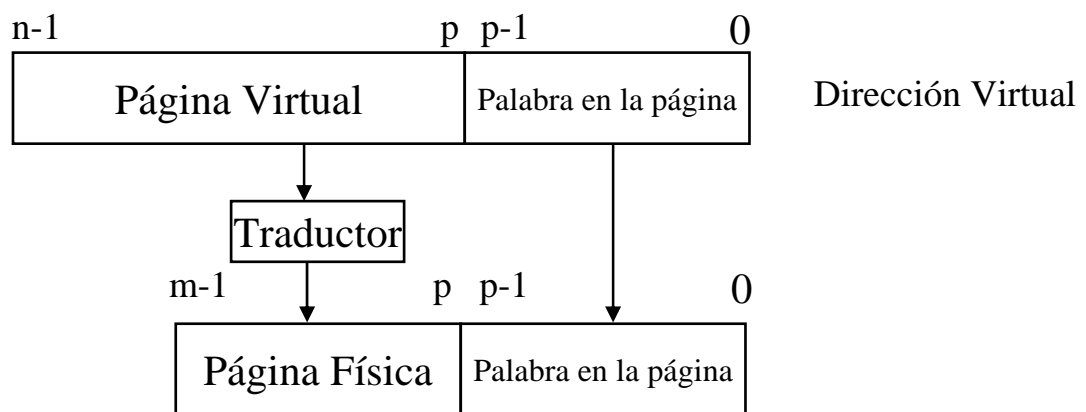 n-1 p p-1 0
Página Virtual Palabra en la página Dirección Virtual
Traductor
m-1 p p-1 0
Página Física Palabra en la página